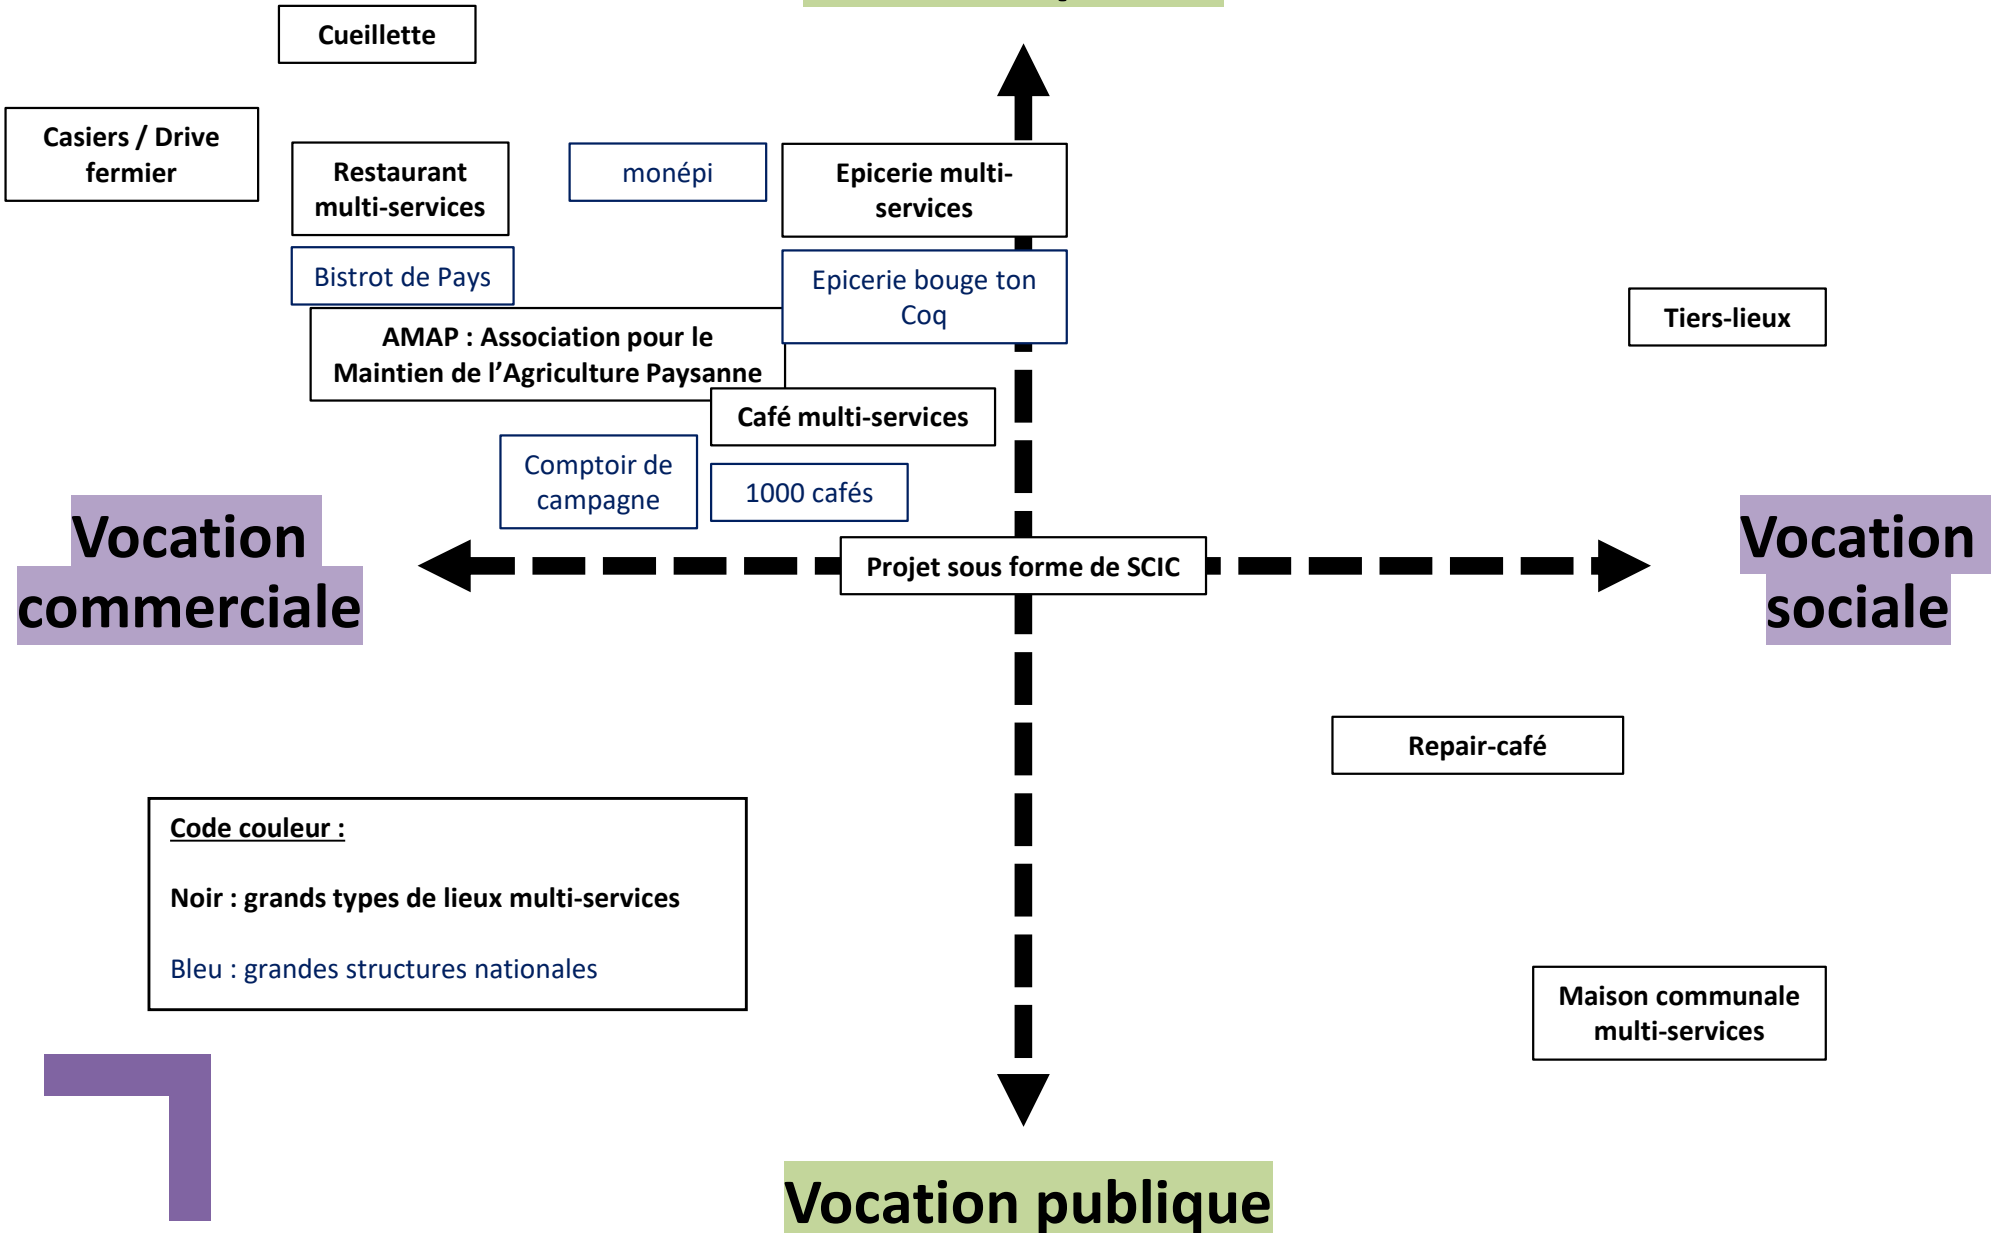 Cueillette
Casiers / Drive
fermier
Restaurant
multi-services
monépi
Epicerie multi-
services
Bistrot de Pays
Epicerie bouge ton
Coq
Tiers-lieux
AMAP : Association pour le
Maintien de l’Agriculture Paysanne
Café multi-services
Comptoir de
campagne
1000 cafés
Vocation
commerciale
Projet sous forme de SCIC
Vocation
sociale
Repair-café
Code couleur :
Noir : grands types de lieux multi-services
Bleu : grandes structures nationales
Maison communale
multi-services
Vocation publique